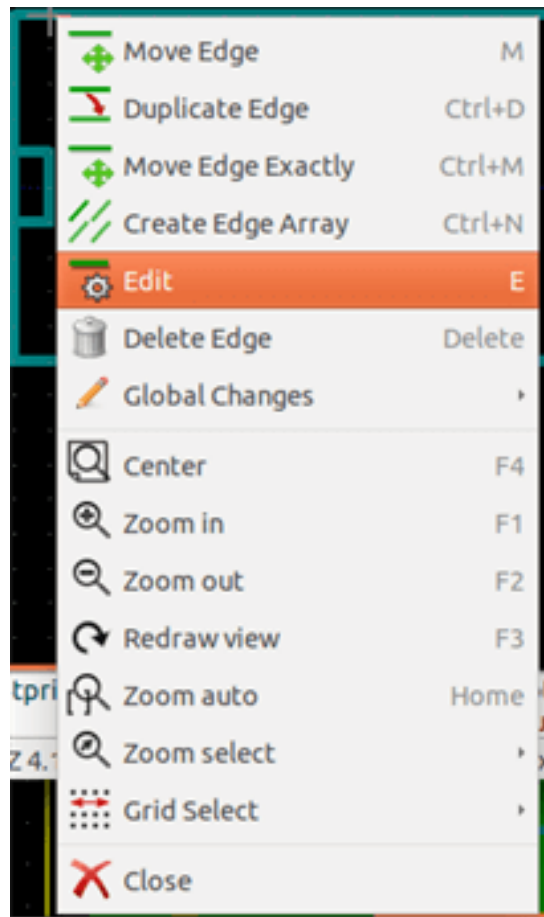 Move Edge M
Duplicate Edge Ctrl+D
Move Edge Exactly Ctrl+M
Create Edge Array Ctrl+N
Edit E
Delete Edge Delete
Global Changes
Center F4
Zoom in F1
Zoom out F2
Redraw view F3
tpri
Zoom auto Home
Z 4.
Zoom select
Grid Select
Close